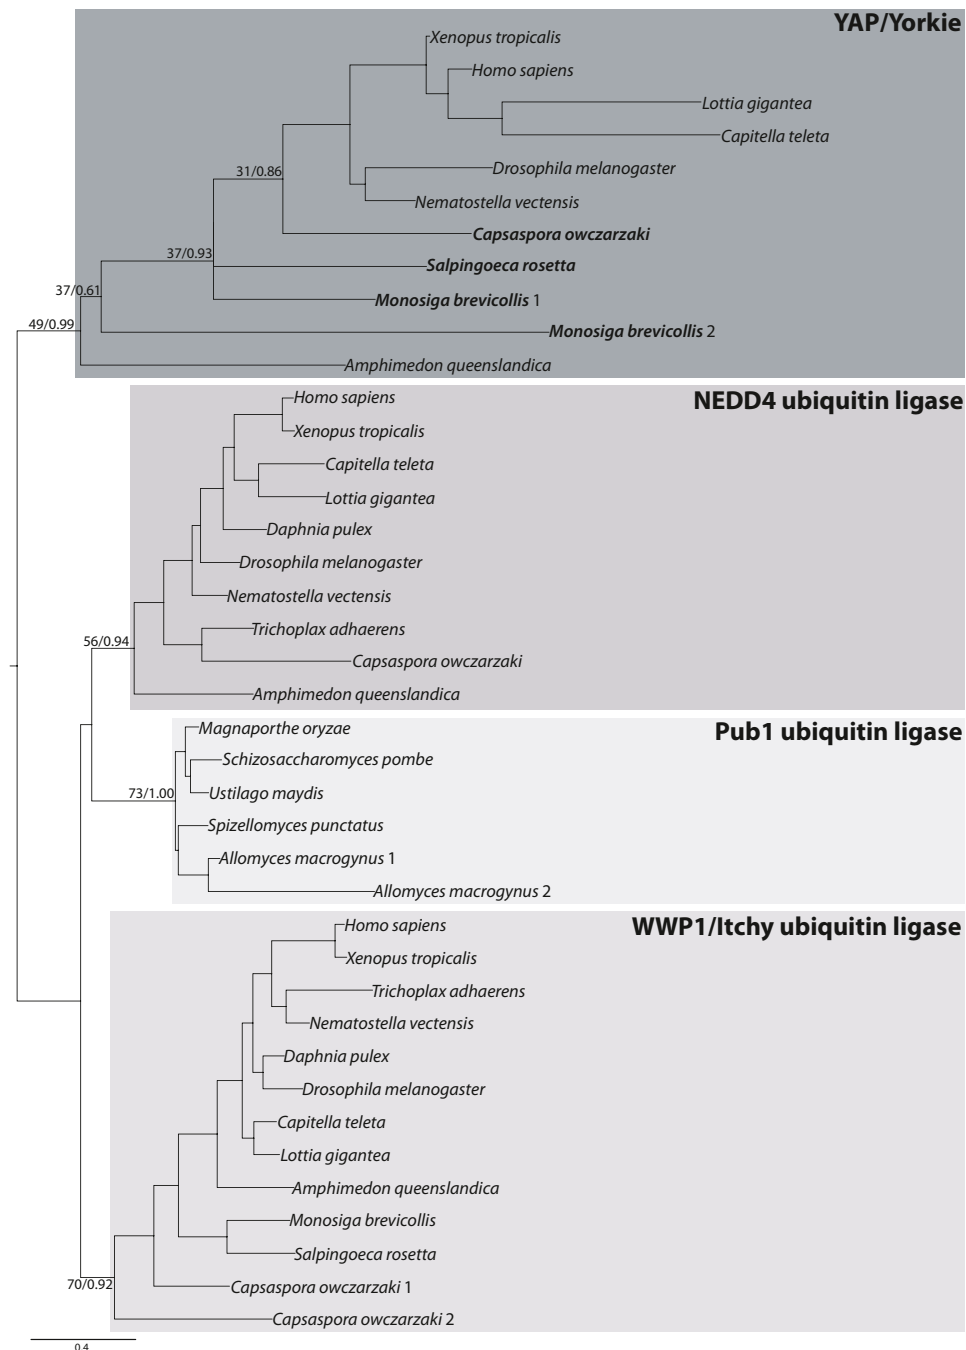 YAP/Yorkie
Xenopus tropicalis
Homo sapiens
Lottia gigantea
Capitella teleta
Drosophila melanogaster
31/0.86
Nematostella vectensis
Capsaspora owczarzaki
37/0.93
Salpingoeca rosetta
37/0.61
Monosiga brevicollis 1
49/0.99
Monosiga brevicollis 2
Amphimedon queenslandica
NEDD4 ubiquitin ligase
Homo sapiens
Xenopus tropicalis
Capitella teleta
Lottia gigantea
Daphnia pulex
Drosophila melanogaster
Nematostella vectensis
Trichoplax adhaerens
56/0.94
Capsaspora owczarzaki
Amphimedon queenslandica
Pub1 ubiquitin ligase
Magnaporthe oryzae
Schizosaccharomyces pombe
73/1.00
Ustilago maydis
Spizellomyces punctatus
Allomyces macrogynus 1
Allomyces macrogynus 2
WWP1/Itchy ubiquitin ligase
Homo sapiens
Xenopus tropicalis
Trichoplax adhaerens
Nematostella vectensis
Daphnia pulex
Drosophila melanogaster
Capitella teleta
Lottia gigantea
Amphimedon queenslandica
Monosiga brevicollis
Salpingoeca rosetta
70/0.92
Capsaspora owczarzaki 1
Capsaspora owczarzaki 2
0.4